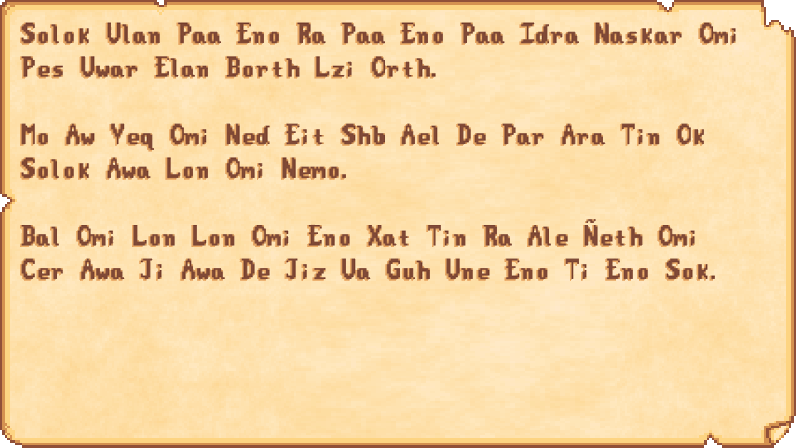 Solok Vlan Paa Eno Ra Paa Eno Paa Idra Naskar Omi
Pes Uwar Elan Borth Lzi Orth.
Mo Aw Yeq Omi Ned Eit Shb Ael De Par Ara Tin Ok
Solok Awa Lon Omi Nemo.
Bal Omi Lon Lon Omi Eno Xat Tin Ra Ale Ñeth Omi
Cer Awa Ji Awa De Jiz Va Guh Une Eno Ti Eno Sok.